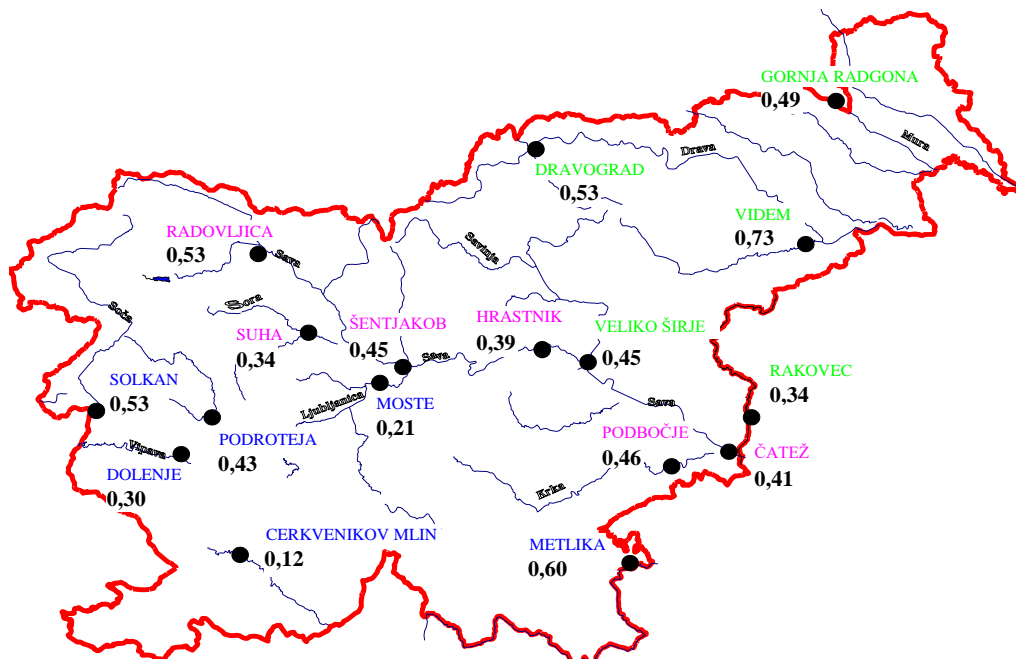 GORNJA RADGONA
0,49
Mura
Drava
DRAVOGRAD
0,53
VIDEM
0,73
RADOVLJICA
0,53
Sava
Savinja
Soča
Sora
SUHA
0,34
ŠENTJAKOB
0,45
Sava
HRASTNIK
0,39
VELIKO ŠIRJE
0,45
SOLKAN
0,53
Ljubljanica
MOSTE
0,21
Sava
RAKOVEC
0,34
PODROTEJA
0,43
Vipava
DOLENJE
0,30
PODBOČJE
0,46
ČATEŽ
0,41
Krka
CERKVENIKOV MLIN
0,12
METLIKA
0,60